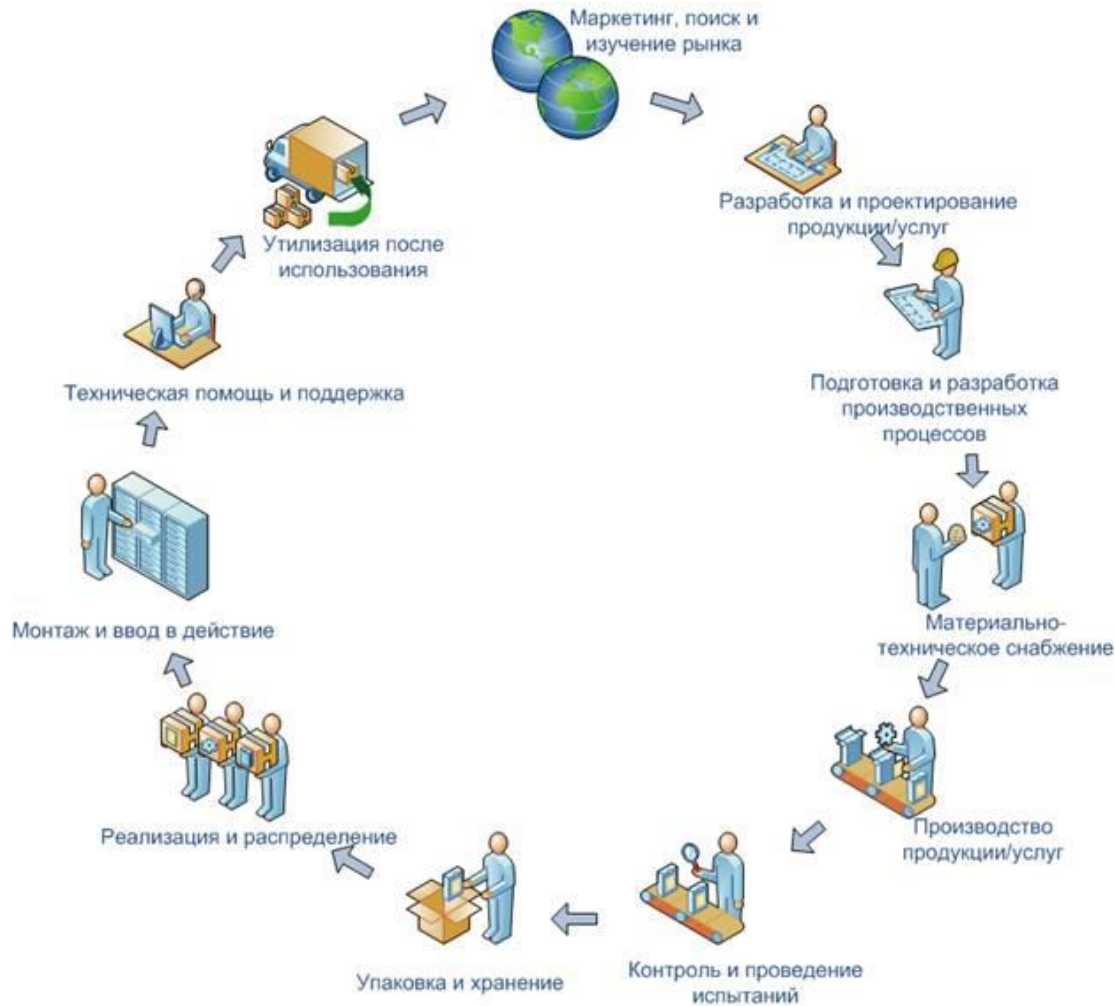 Маркетинг, поиск и
изучение рынка
Разработка и проектирование
продукции/услуг
Подготовка и разработка
производственных
процессов
Материально-
техническое снабжение
Производство
продукции/услуг
Контроль и проведение
испытаний
Упаковка и хранение
Реализация и распределение
Монтаж и ввод в действие
Техническая помощь и поддержка
Утилизация после
использования